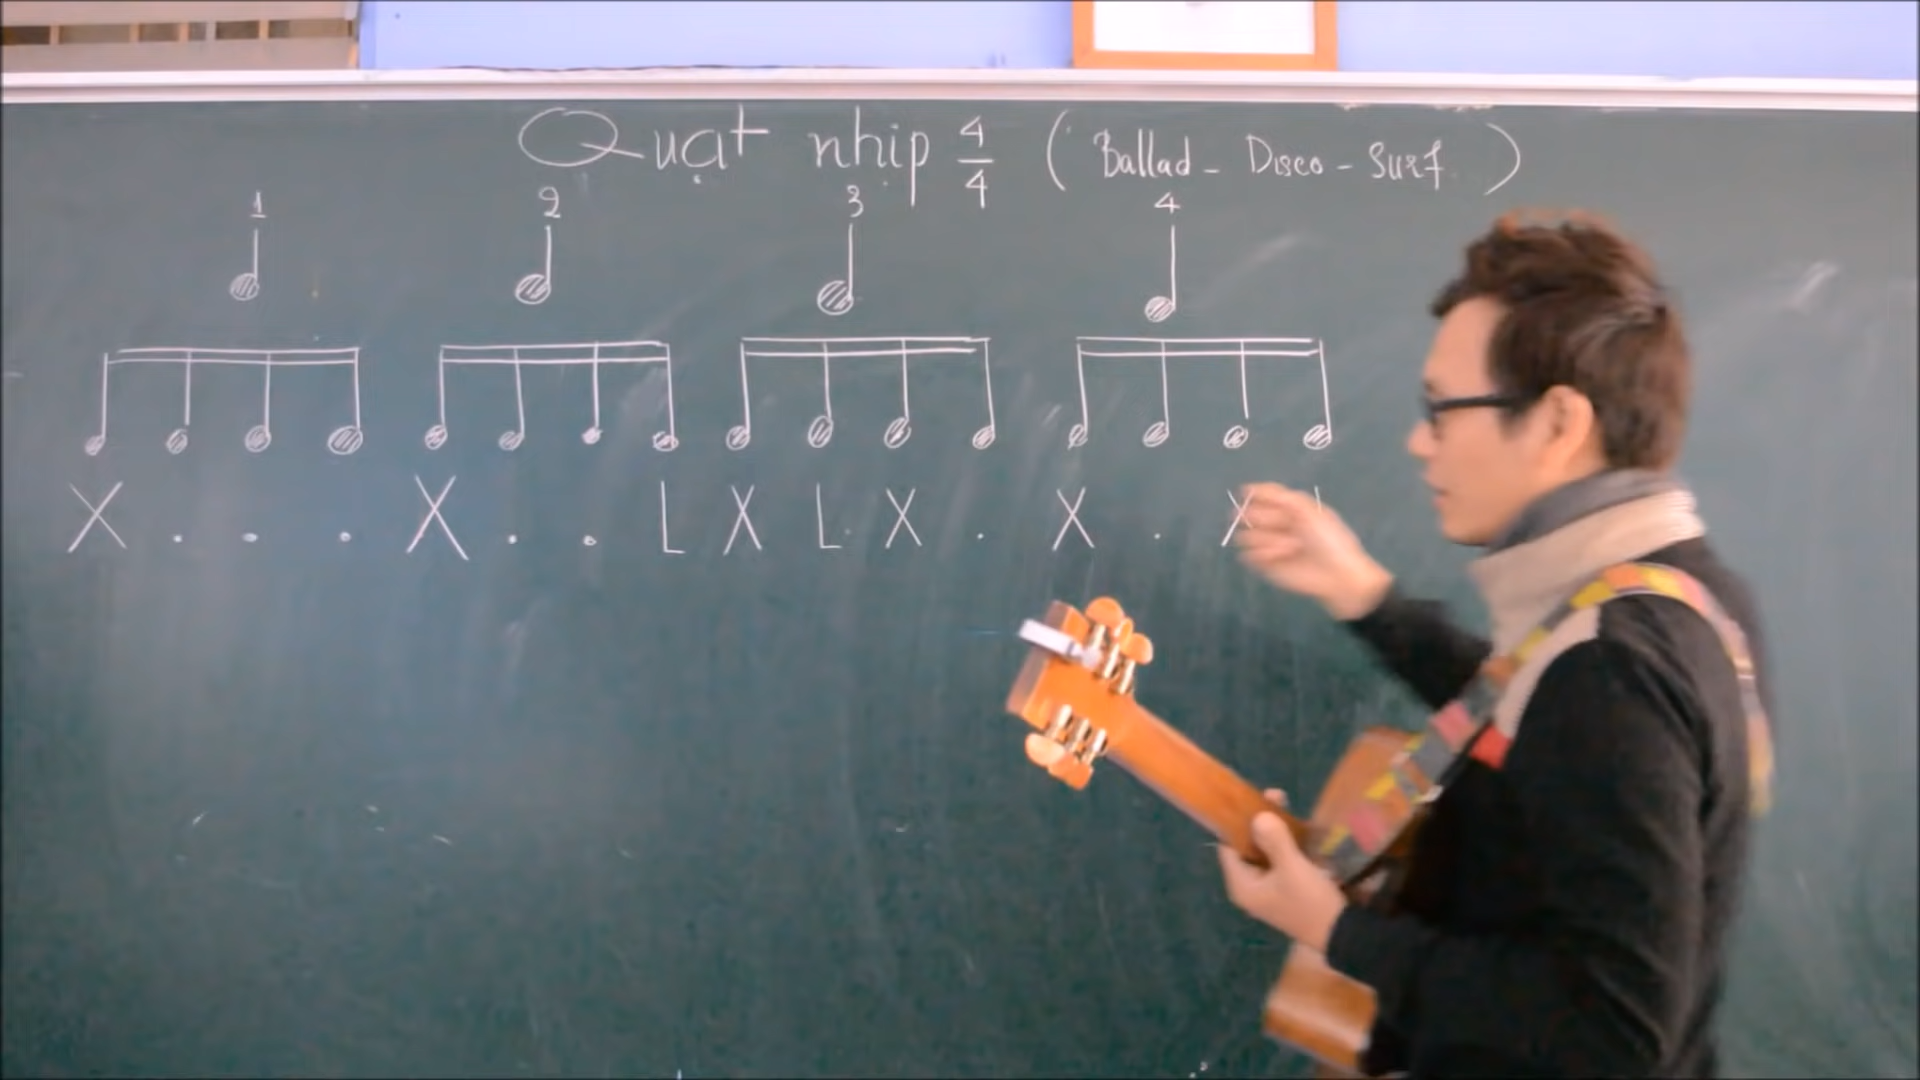 Quạt nhịp 4/4 ( Ballad - Disco - Surf )
1 2 3 4
X . . . X . . L X L . X . X . X